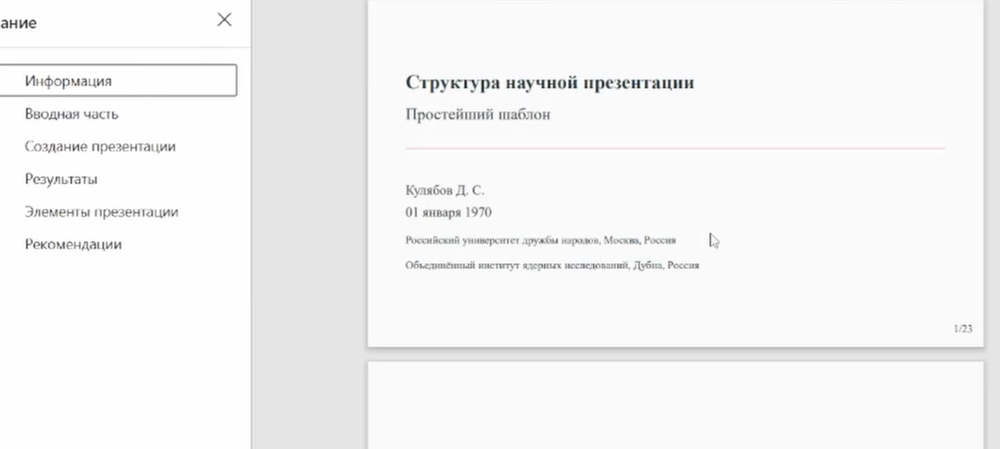 ание
Информация
Вводная часть
Создание презентации
Результаты
Элементы презентации
Рекомендации
Структура научной презентации
Простейший шаблон
Кулябов Д. С.
01 января 1970
Российский университет дружбы народов, Москва, Россия
Объединённый институт ядерных исследований, Дубна, Россия
1/23